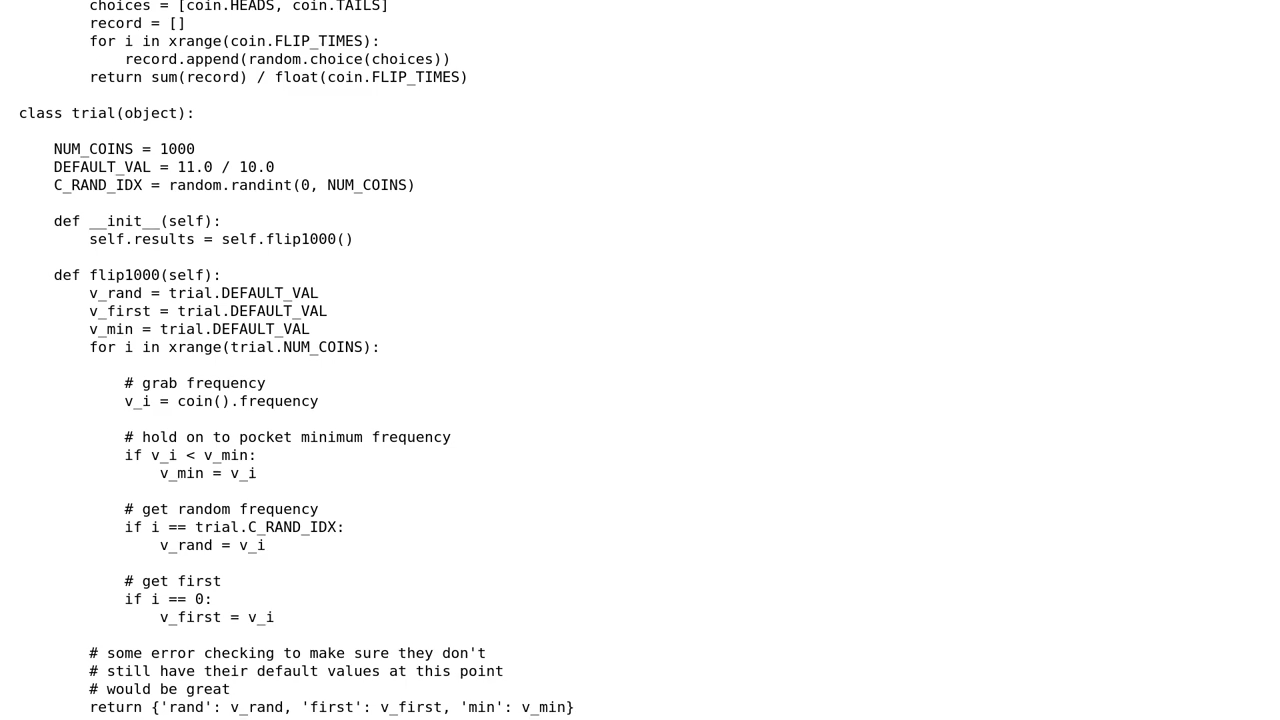 choices = [coin.HEADS, coin.TAILS]
        record = []
        for i in xrange(coin.FLIP_TIMES):
            record.append(random.choice(choices))
        return sum(record) / float(coin.FLIP_TIMES)

class trial(object):

    NUM_COINS = 1000
    DEFAULT_VAL = 11.0 / 10.0
    C_RAND_IDX = random.randint(0, NUM_COINS)

    def __init__(self):
        self.results = self.flip1000()

    def flip1000(self):
        v_rand = trial.DEFAULT_VAL
        v_first = trial.DEFAULT_VAL
        v_min = trial.DEFAULT_VAL
        for i in xrange(trial.NUM_COINS):

            # grab frequency
            v_i = coin().frequency

            # hold on to pocket minimum frequency
            if v_i < v_min:
                v_min = v_i

            # get random frequency
            if i == trial.C_RAND_IDX:
                v_rand = v_i

            # get first
            if i == 0:
                v_first = v_i

        # some error checking to make sure they don't
        # still have their default values at this point
        # would be great
        return {'rand': v_rand, 'first': v_first, 'min': v_min}